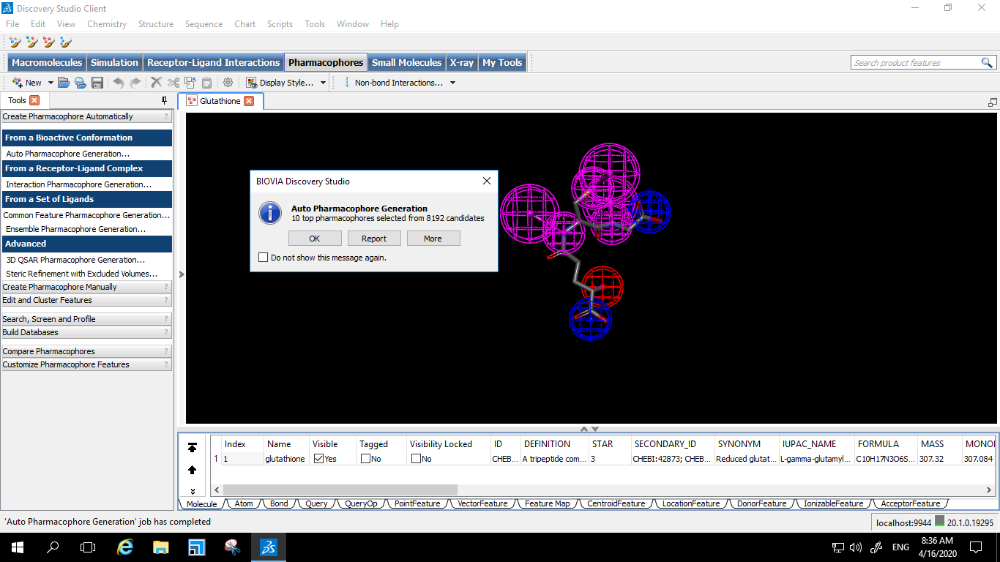 Discovery Studio Client
File Edit View Chemistry Structure Sequence Chart Scripts Tools Window Help
Macromolecules Simulation Receptor-Ligand Interactions Pharmacophores Small Molecules X-ray My Tools
Search product features
New Display Style... Non-bond Interactions...
Tools
Glutathione
Create Pharmacophore Automatically ?
From a Bioactive Conformation
Auto Pharmacophore Generation...
From a Receptor-Ligand Complex
Interaction Pharmacophore Generation...
From a Set of Ligands
Common Feature Pharmacophore Generation...
Ensemble Pharmacophore Generation...
Advanced
3D QSAR Pharmacophore Generation...
Steric Refinement with Excluded Volumes...
Create Pharmacophore Manually ?
Edit and Cluster Features ?
Search, Screen and Profile ?
Build Databases ?
Compare Pharmacophores ?
Customize Pharmacophore Features ?
BIOVIA Discovery Studio
Auto Pharmacophore Generation
10 top pharmacophores selected from 8192 candidates
OK Report More
Do not show this message again.
Index Name Visible Tagged Visibility Locked ID DEFINITION STAR SECONDARY_ID SYNONYM IUPAC_NAME FORMULA MASS MONOI
1 1 glutathione Yes No No CHEB... A tripeptide com... 3 CHEBI:42873; CHEB... Reduced glutat... L-gamma-glutamyl... C10H17N3O6S... 307.32 307.084
Molecule Atom Bond Query QueryOp PointFeature VectorFeature Feature Map CentroidFeature LocationFeature DonorFeature IonizableFeature AcceptorFeature
'Auto Pharmacophore Generation' job has completed
localhost:9944 20.1.0.19295
ENG
8:36 AM
4/16/2020